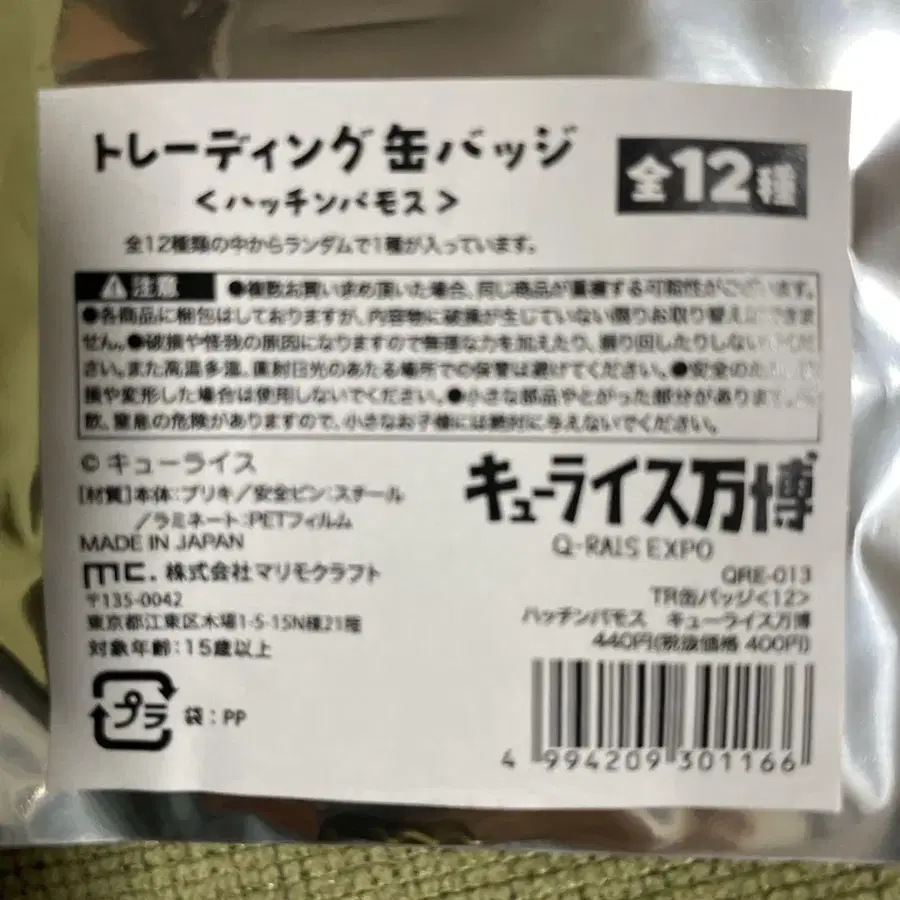 トレーディング缶バッジ
<ハッチンパモス>
全12種
全12種類の中からランダムで1種が入っています。
注意 ●複数お買い求め頂いた場合、同じ商品が重複する可能性がございます。
●各商品に梱包はしておりますが、内容物に破損が生じていない限りお取り替えはできま
せん。●破損や怪我の原因になりますので無理な力を加えたり、振り回したりしないでくだ
さい。また高温多湿、直射日光のあたる場所での保管は避けてください。●安全のため、
損や変形した場合は使用しないでください。●小さな部品やとがった部分があります。
飲、窒息の危険がありますので、小さなお子様には絶対に与えないでください。
© キューライス
[材質]本体:ブリキ/安全ピン:スチール
/ラミネート:PETフィルム
MADE IN JAPAN
mc. 株式会社マリモクラフト
〒135-0042
東京都江東区木場1-5-15N棟21階
対象年齢:15歳以上
プラ 袋:PP
キューライス万博
Q-RAIS EXPO
QRE-013
TR缶バッジ<12>
ハッチンパモス キューライス万博
440円(税抜価格 400円)
4 994209 301166